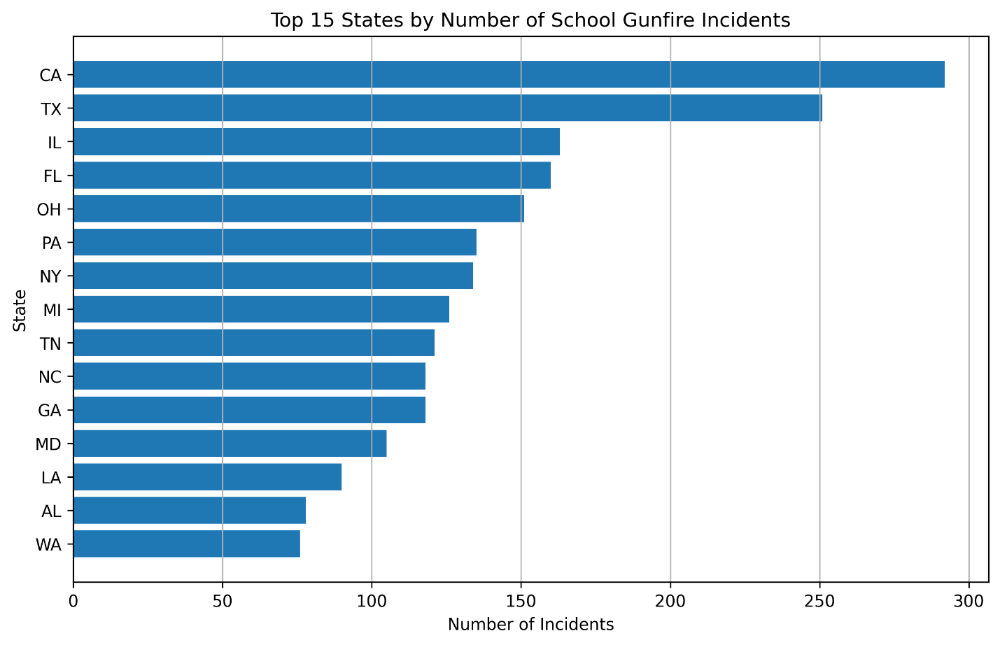 Top 15 States by Number of School Gunfire Incidents
CA
TX
IL
FL
OH
PA
NY
MI
TN
NC
GA
MD
LA
AL
WA
State
0 50 100 150 200 250 300
Number of Incidents